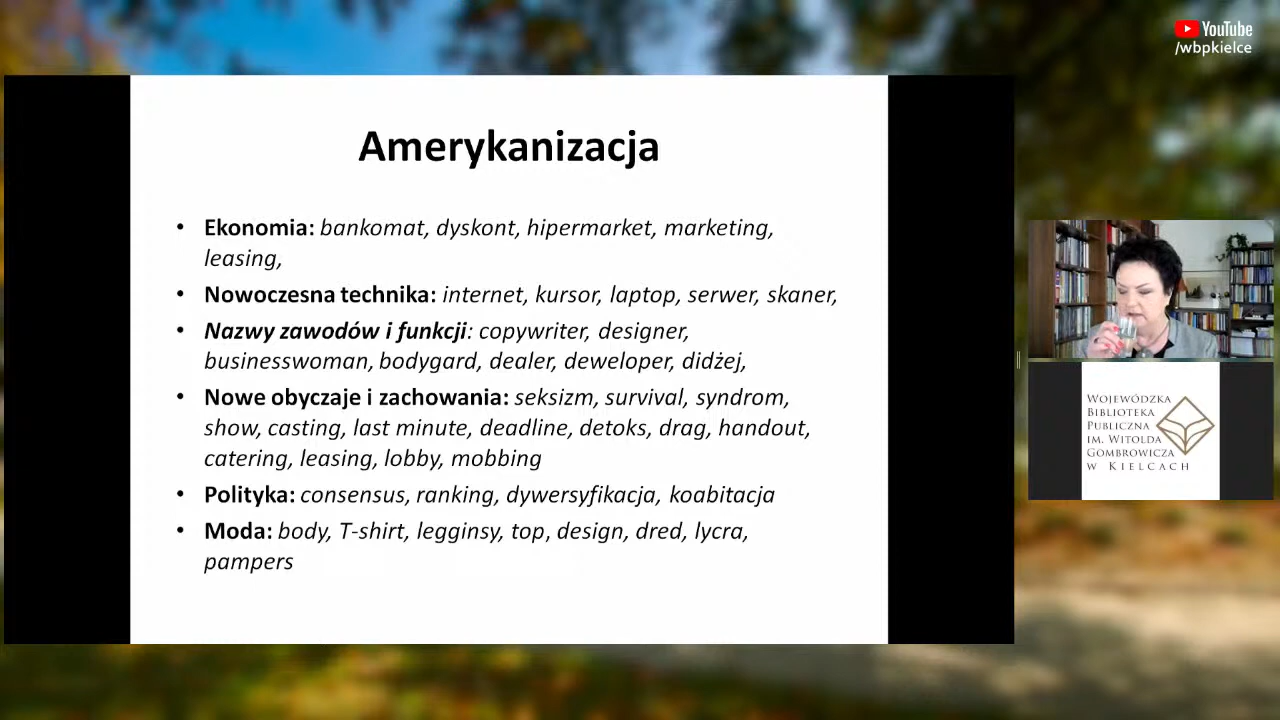 YouTube
/wbpkielce
Amerykanizacja
• Ekonomia: bankomat, dyskont, hipermarket, marketing,
leasing,
• Nowoczesna technika: internet, kursor, laptop, serwer, skaner,
• Nazwy zawodów i funkcji: copywriter, designer,
businesswoman, bodygard, dealer, deweloper, didżej,
• Nowe obyczaje i zachowania: seksizm, survival, syndrom,
show, casting, last minute, deadline, detoks, drag, handout,
catering, leasing, lobby, mobbing
• Polityka: consensus, ranking, dywersyfikacja, koabitacja
• Moda: body, T-shirt, legginsy, top, design, dred, lycra,
pampers
WOJEWÓDZKA
BIBLIOTEKA
PUBLICZNA
IM. WITOLDA
GOMBROWICZA
W KIELCACH